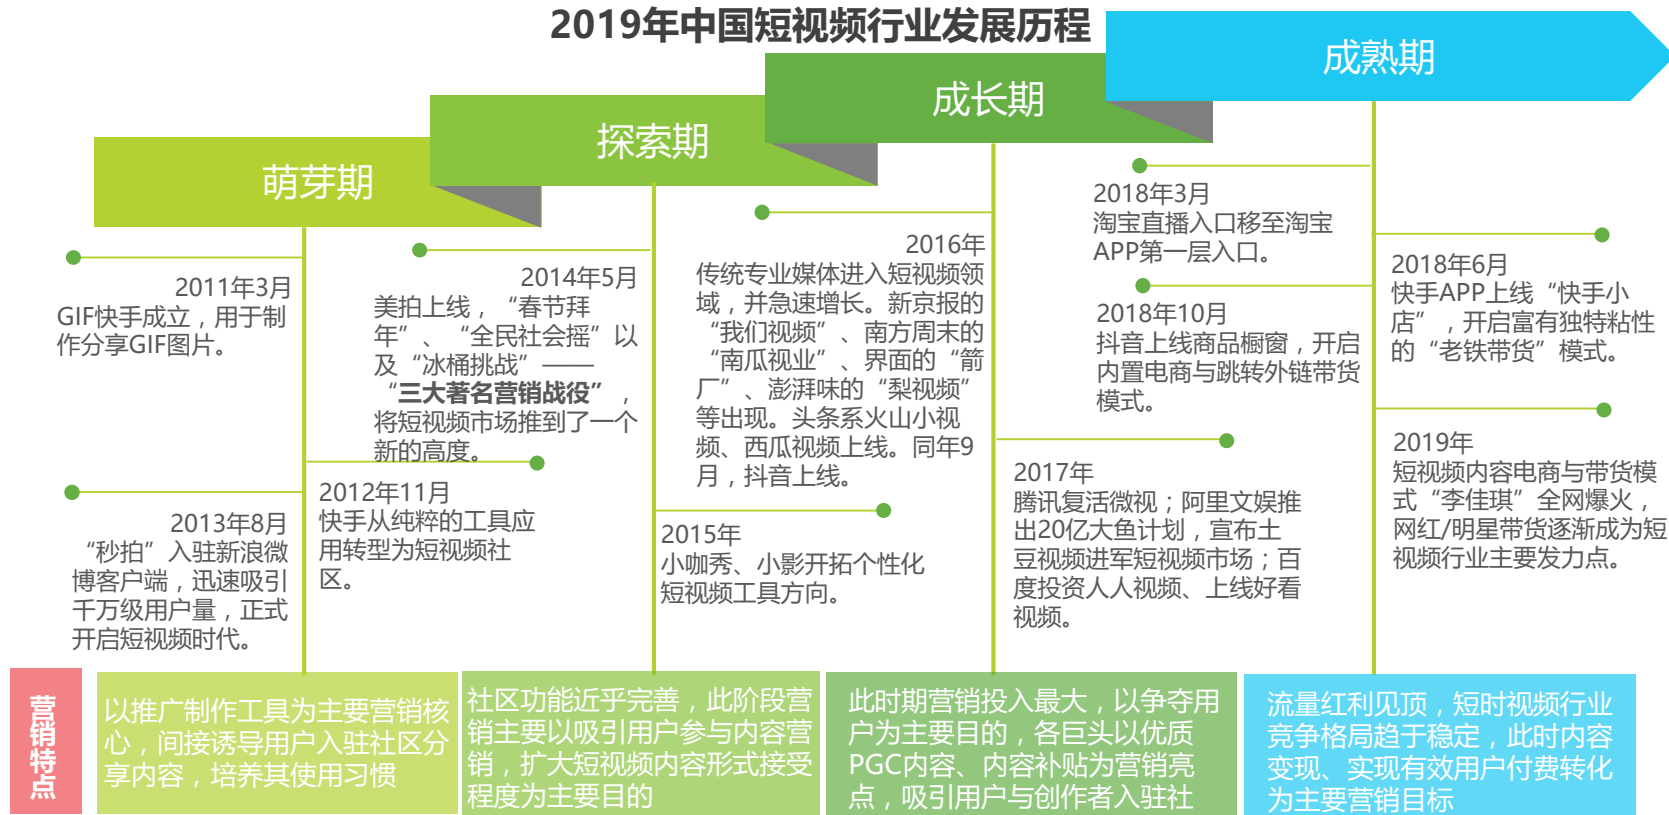 2019年中国短视频行业发展历程
萌芽期
探索期
成长期
成熟期
2011年3月
GIF快手成立，用于制
作分享GIF图片。
2012年11月
快手从纯粹的工具应
用转型为短视频社
区。
2013年8月
“秒拍”入驻新浪微
博客户端，迅速吸引
千万级用户量，正式
开启短视频时代。
2014年5月
美拍上线，“春节拜
年”、“全民社会摇”以
及“冰桶挑战”——
“三大著名营销战役”，
将短视频市场推到了一个
新的高度。
2015年
小咖秀、小影开拓个性化
短视频工具方向。
2016年
传统专业媒体进入短视频领
域，并急速增长。新京报的
“我们视频”、南方周末的
“南瓜视业”、界面的“箭
厂”、澎湃味的“梨视频”
等出现。头条系火山小视
频、西瓜视频上线。同年9
月，抖音上线。
2017年
腾讯复活微视；阿里文娱推
出20亿大鱼计划，宣布土
豆视频进军短视频市场；百
度投资人人视频、上线好看
视频。
2018年3月
淘宝直播入口移至淘宝
APP第一层入口。
2018年6月
快手APP上线“快手小
店”，开启富有独特粘性
的“老铁带货”模式。
2018年10月
抖音上线商品橱窗，开启
内置电商与跳转外链带货
模式。
2019年
短视频内容电商与带货模
式“李佳琪”全网爆火，
网红/明星带货逐渐成为短
视频行业主要发力点。
营销特点
以推广制作工具为主要营销核
心，间接诱导用户入驻社区分
享内容，培养其使用习惯
社区功能近乎完善，此阶段营
销主要以吸引用户参与内容营
销，扩大短视频内容形式接受
程度为主要目的
此时期营销投入最大，以争夺用
户为主要目的，各巨头以优质
PGC内容、内容补贴为营销亮
点，吸引用户与创作者入驻社
流量红利见顶，短时视频行业
竞争格局趋于稳定，此时内容
变现、实现有效用户付费转化
为主要营销目标